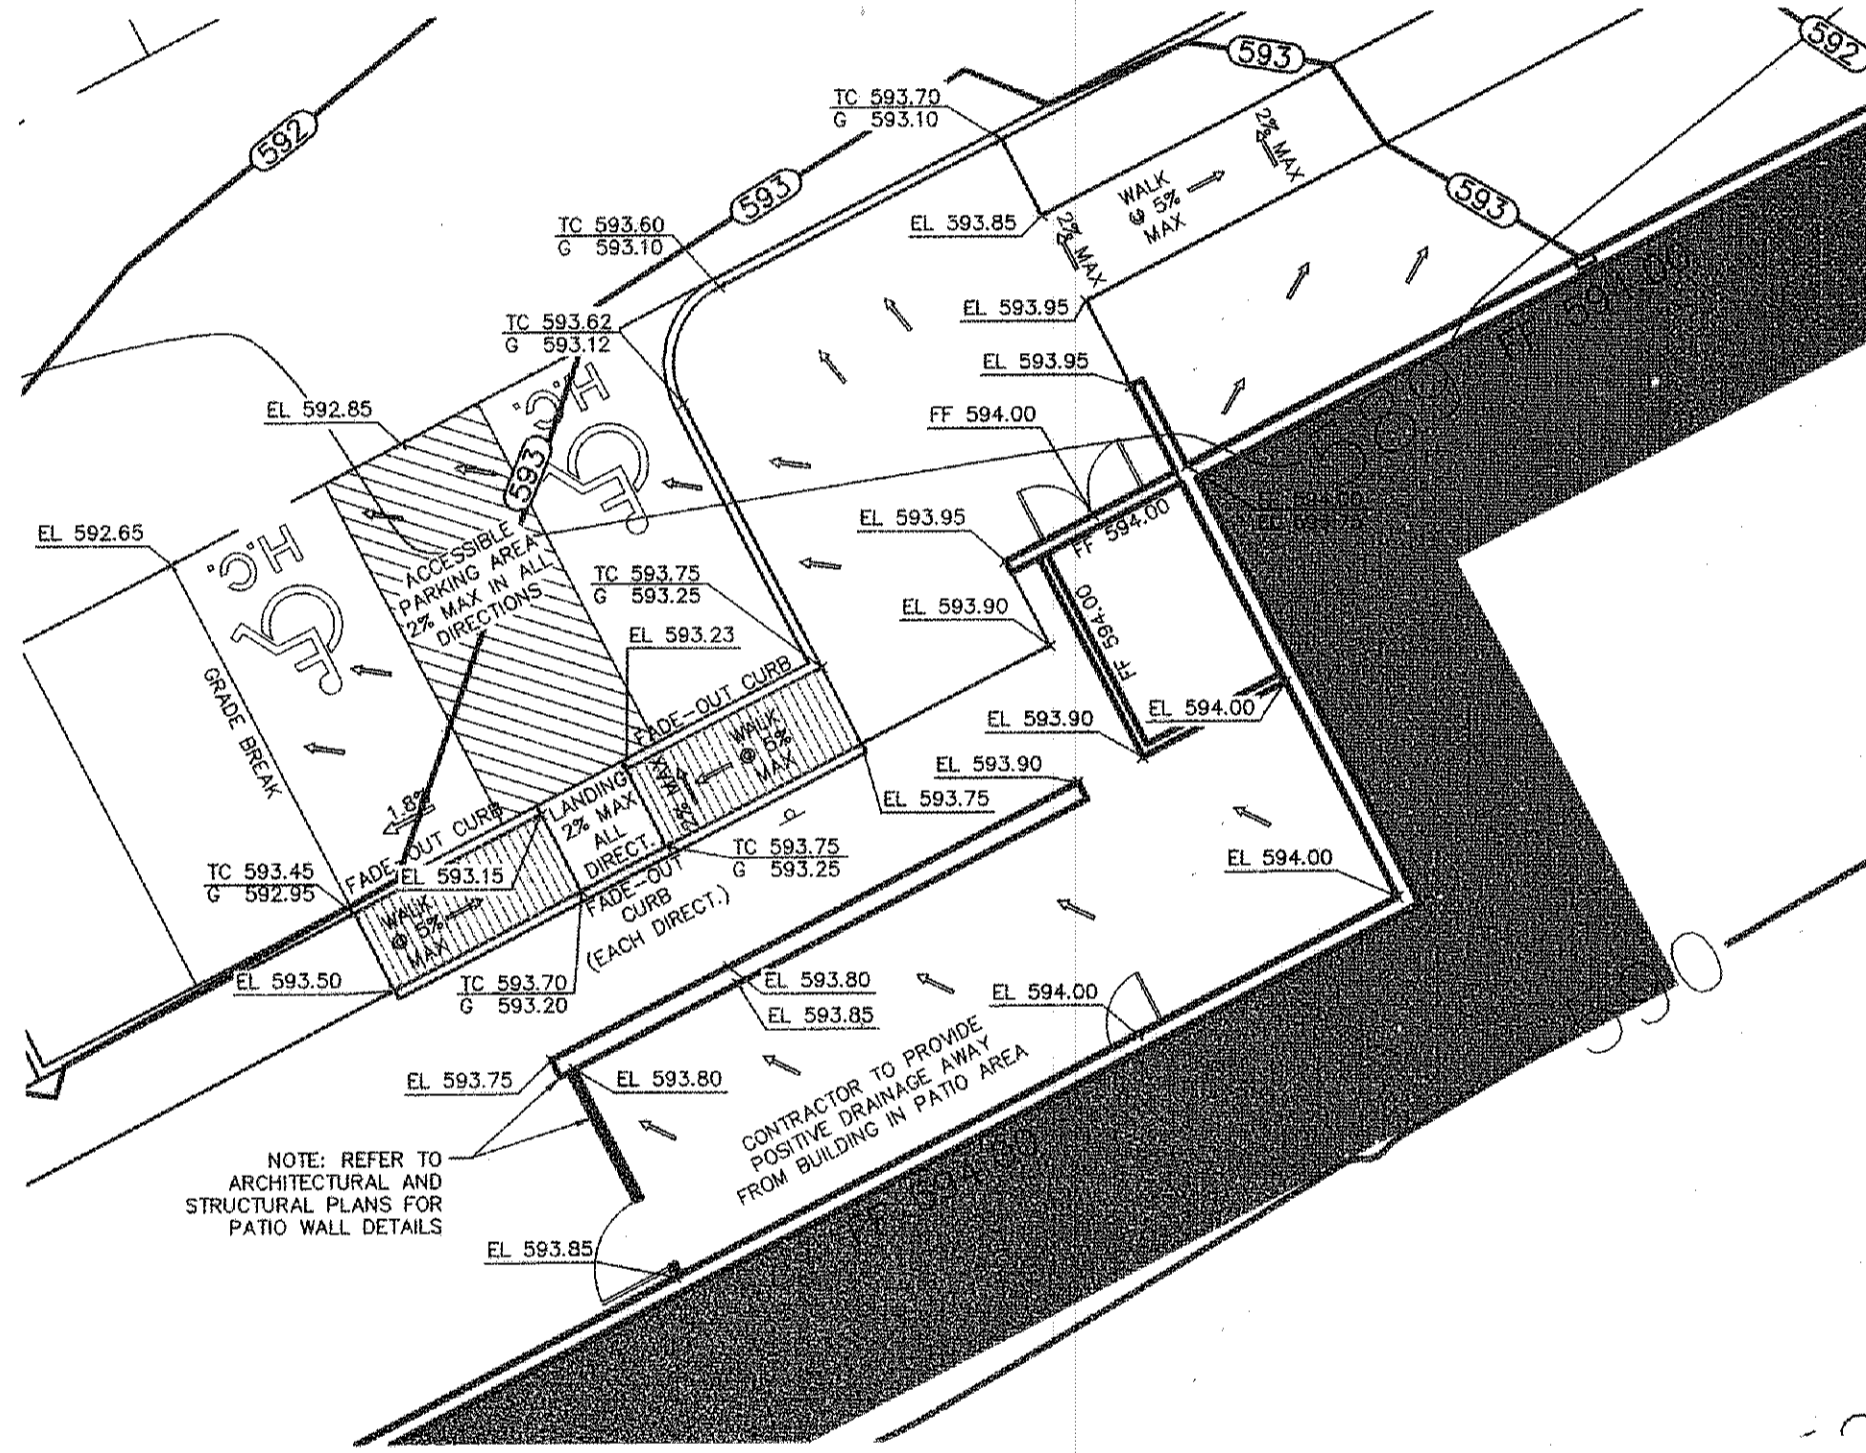 593
592
TC 593.70
G 593.10
592
2% MAX
593
WALK
@ 5%
MAX
593
TC 593.60
G 593.10
EL 593.85
2% MAX
EL 593.95
TC 593.62
G 593.12
H.C.
EL 593.95
EL 592.85
FF 594.00
593
EL 593.95
FF 594.00
EL 592.65
H.C.
ACCESSIBLE
PARKING AREA
2% MAX IN ALL
DIRECTIONS
TC 593.75
G 593.25
EL 593.90
FF 594.00
EL 593.23
GRADE BREAK
FADE-OUT CURB
WALK
@ 5%
MAX
2% MAX
EL 593.90
EL 594.00
EL 593.90
EL 593.75
1.8%
FADE-OUT CURB
LANDING
2% MAX
ALL
DIRECT.
TC 593.75
G 593.25
EL 594.00
TC 593.45
G 592.95
EL 593.15
WALK
@ 5%
MAX
FADE-OUT
CURB
(EACH DIRECT.)
EL 593.50
TC 593.70
G 593.20
EL 593.80
EL 593.85
EL 594.00
EL 593.75
EL 593.80
CONTRACTOR TO PROVIDE
POSITIVE DRAINAGE AWAY
FROM BUILDING IN PATIO AREA
NOTE: REFER TO
ARCHITECTURAL AND
STRUCTURAL PLANS FOR
PATIO WALL DETAILS
EL 593.85